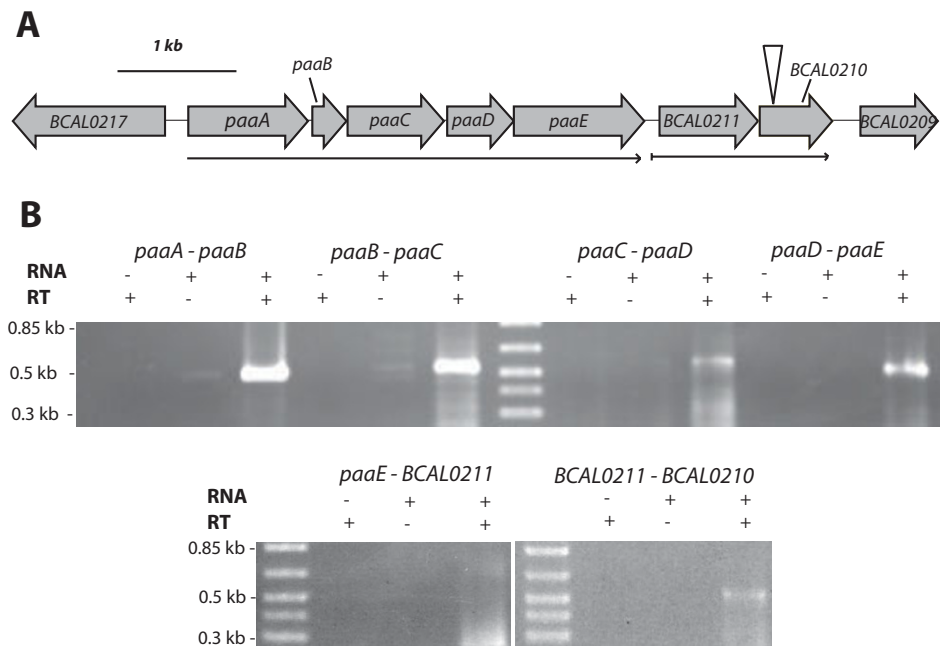 A
1 kb
paaB
BCAL0210
BCAL0217 paaA paaC paaD paaE BCAL0211 BCAL0209
B
paaA - paaB paaB - paaC paaC - paaD paaD - paaE
RNA - + + - + + - + + - + +
RT + - + + - + + - + + - +
0.85 kb -
0.5 kb -
0.3 kb -
paaE - BCAL0211 BCAL0211 - BCAL0210
RNA - + + - + +
RT + - + + - +
0.85 kb -
0.5 kb -
0.3 kb -